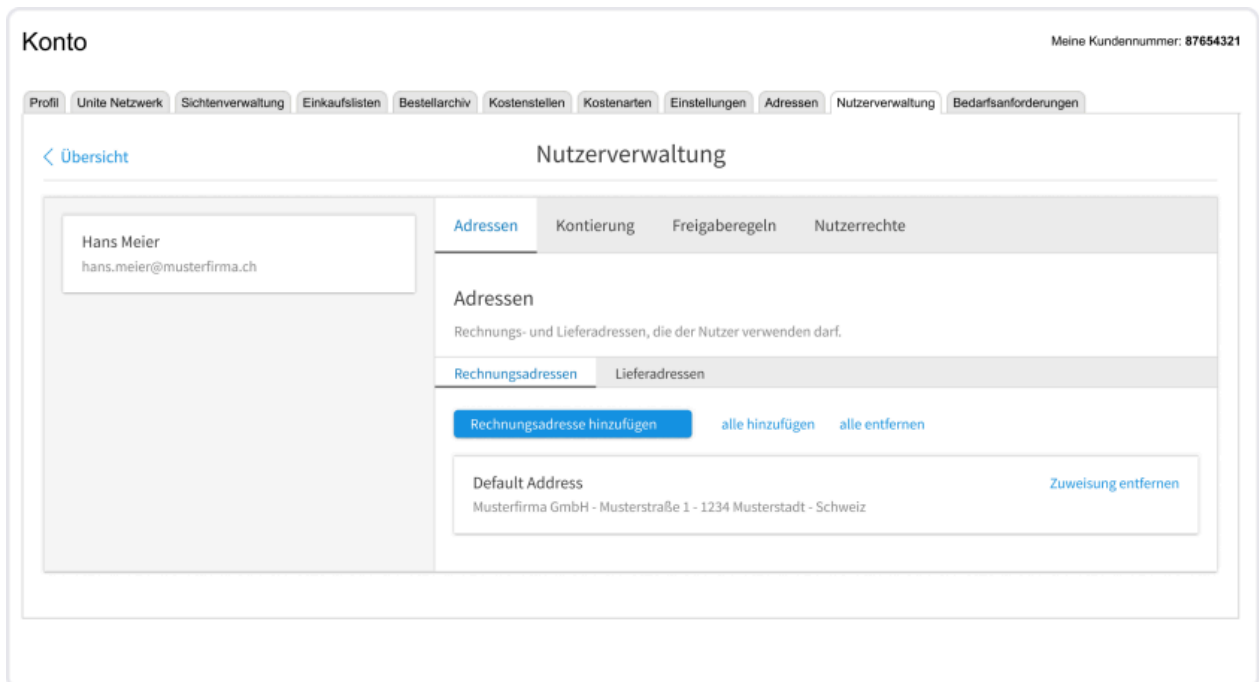 Konto
Meine Kundennummer: 87654321
Profil Unite Netzwerk Sichtenverwaltung Einkaufslisten Bestellarchiv Kostenstellen Kostenarten Einstellungen Adressen Nutzerverwaltung Bedarfsanforderungen
Übersicht
Nutzerverwaltung
Hans Meier
hans.meier@musterfirma.ch
Adressen Kontierung Freigaberegeln Nutzerrechte
Adressen
Rechnungs- und Lieferadressen, die der Nutzer verwenden darf.
Rechnungsadressen Lieferadressen
Rechnungsadresse hinzufügen alle hinzufügen alle entfernen
Default Address
Zuweisung entfernen
Musterfirma GmbH - Musterstraße 1 - 1234 Musterstadt - Schweiz